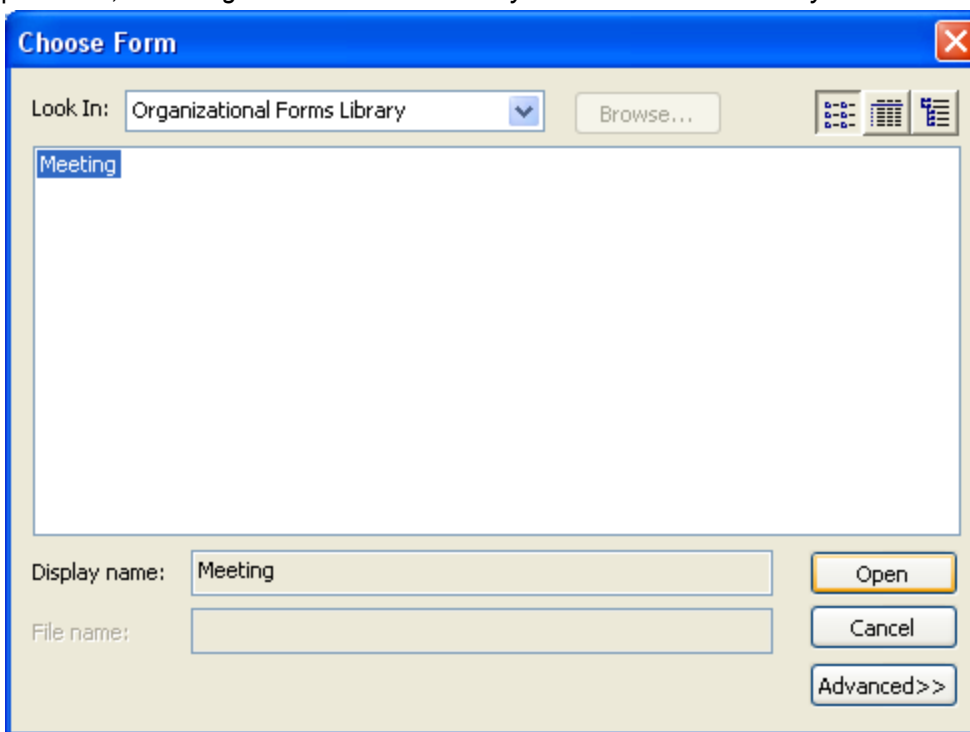 Choose Form
Look In: Organizational Forms Library Browse...
Meeting
Display name: Meeting Open
File name: Cancel
Advanced>>